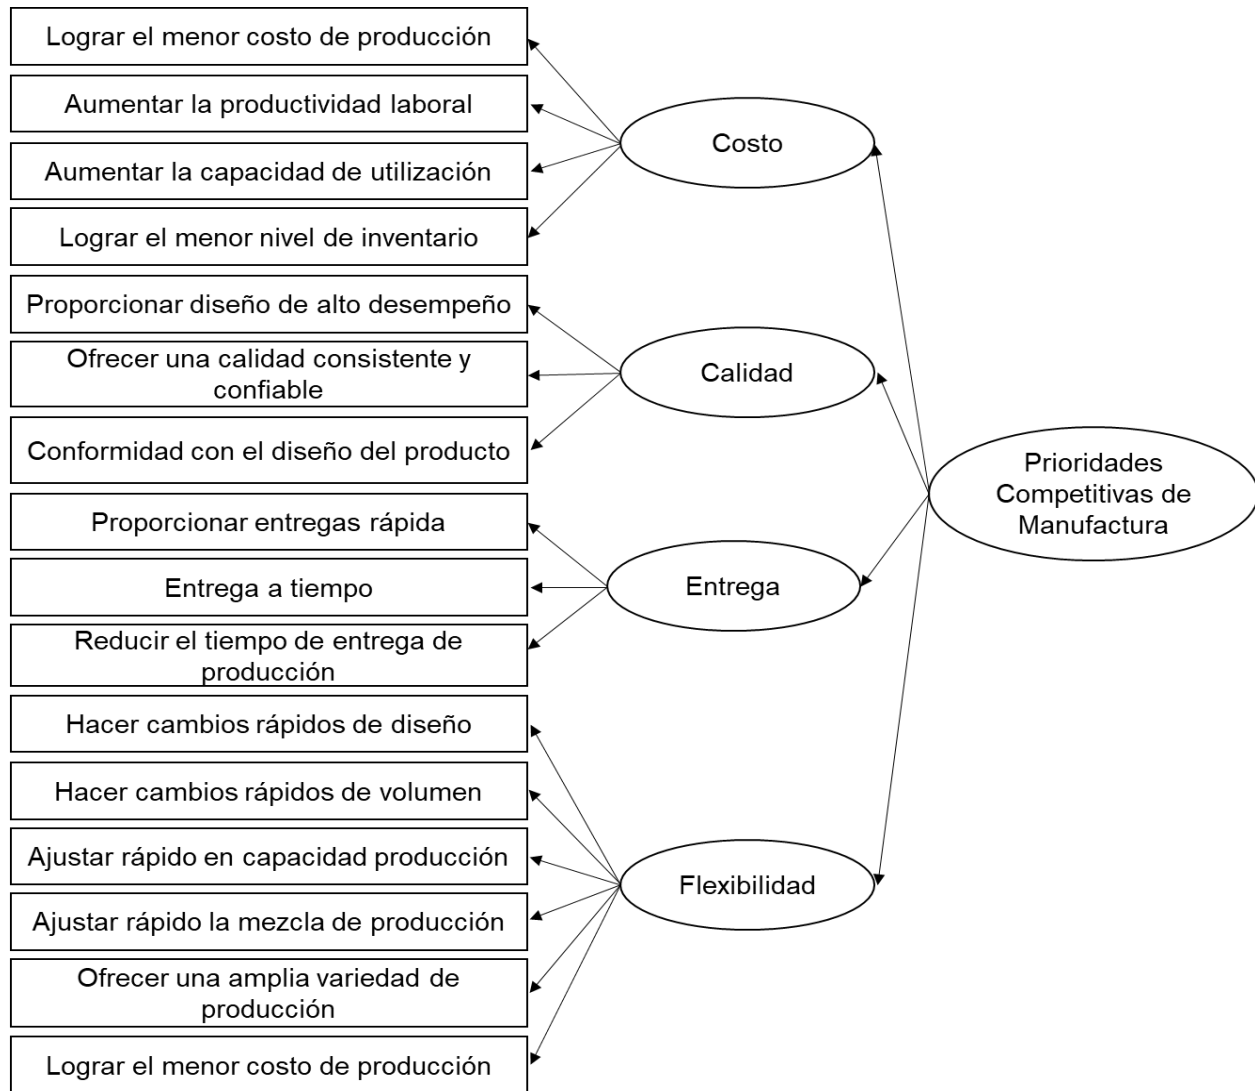 Lograr el menor costo de producción
Aumentar la productividad laboral
Aumentar la capacidad de utilización
Lograr el menor nivel de inventario
Proporcionar diseño de alto desempeño
Ofrecer una calidad consistente y
confiable
Conformidad con el diseño del producto
Proporcionar entregas rápida
Entrega a tiempo
Reducir el tiempo de entrega de
producción
Hacer cambios rápidos de diseño
Hacer cambios rápidos de volumen
Ajustar rápido en capacidad producción
Ajustar rápido la mezcla de producción
Ofrecer una amplia variedad de
producción
Lograr el menor costo de producción
Costo
Calidad
Entrega
Flexibilidad
Prioridades
Competitivas de
Manufactura